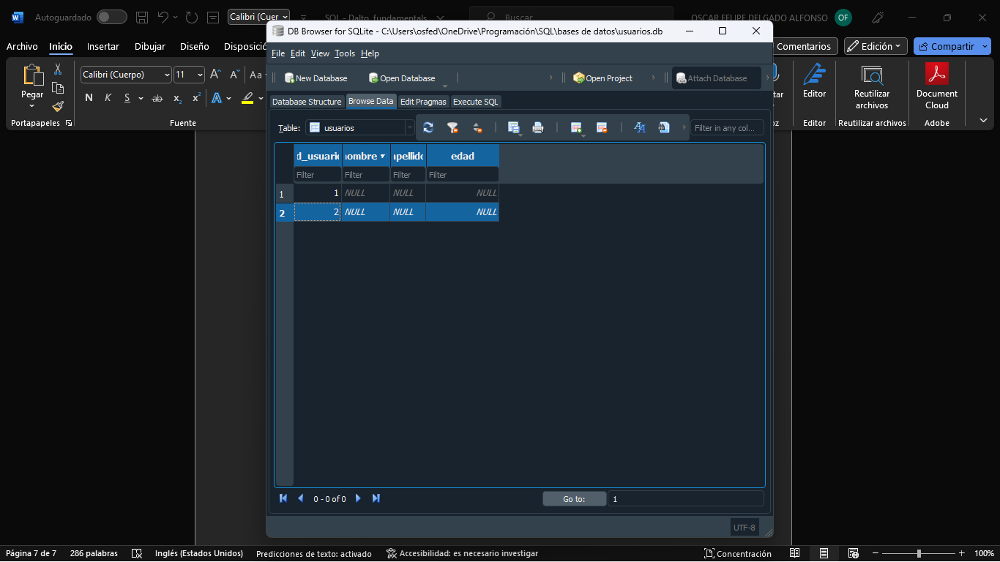 Autoguardado
Calibri (Cuer
SQL - Dalto, fundamentals...
Buscar
OSCAR FELIPE DELGADO ALFONSO
OF
Archivo
Inicio
Insertar
Dibujar
Diseño
Disposició
Comentarios
Edición
Compartir
Pegar
Portapapeles
Calibri (Cuerpo)
11
A
A
Aa
N
K
S
ab
x₂
x²
A
Fuente
Editor
Editor
Reutilizar
archivos
Reutilizar archivos
Document
Cloud
Adobe
DB Browser for SQLite - C:\Users\osfed\OneDrive\Programación\SQL\bases de datos\usuarios.db
File Edit View Tools Help
New Database
Open Database
Open Project
Attach Database
Database Structure
Browse Data
Edit Pragmas
Execute SQL
Table:
usuarios
Filter in any col...
edad
Filter Filter Filter Filter
1 1 NULL NULL NULL
2 2 NULL NULL NULL
0 - 0 of 0
Go to:
1
UTF-8
Página 7 de 7
286 palabras
Inglés (Estados Unidos)
Predicciones de texto: activado
Accesibilidad: es necesario investigar
Concentración
100%